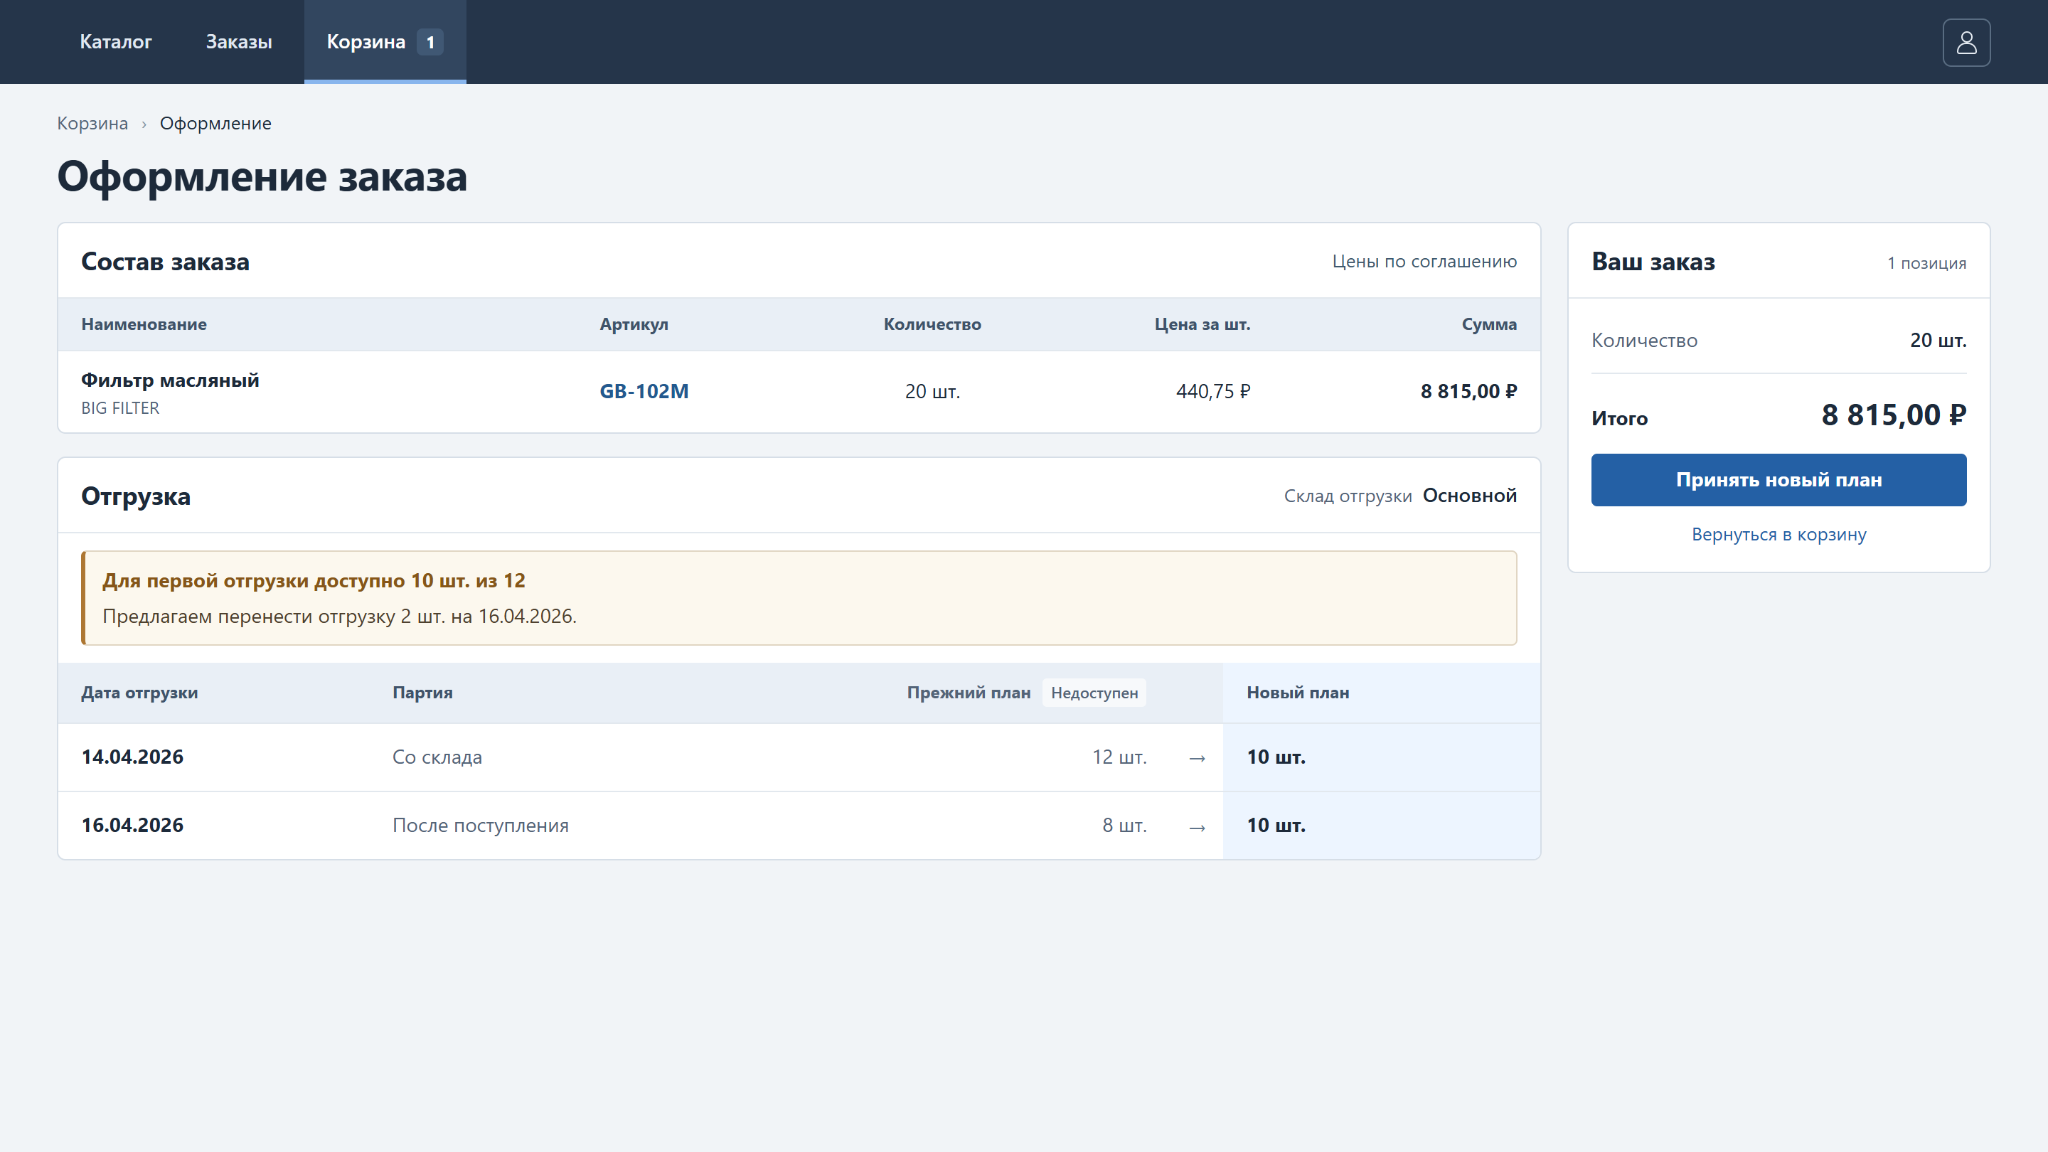 Каталог Заказы Корзина 1
Корзина › Оформление
Оформление заказа
Состав заказа Цены по соглашению
Наименование Артикул Количество Цена за шт. Сумма
Фильтр масляный GB-102M 20 шт. 440,75 ₽ 8 815,00 ₽
BIG FILTER
Отгрузка Склад отгрузки Основной
Для первой отгрузки доступно 10 шт. из 12
Предлагаем перенести отгрузку 2 шт. на 16.04.2026.
Дата отгрузки Партия Прежний план Недоступен Новый план
14.04.2026 Со склада 12 шт. → 10 шт.
16.04.2026 После поступления 8 шт. → 10 шт.
Ваш заказ 1 позиция
Количество 20 шт.
Итого 8 815,00 ₽
Принять новый план
Вернуться в корзину